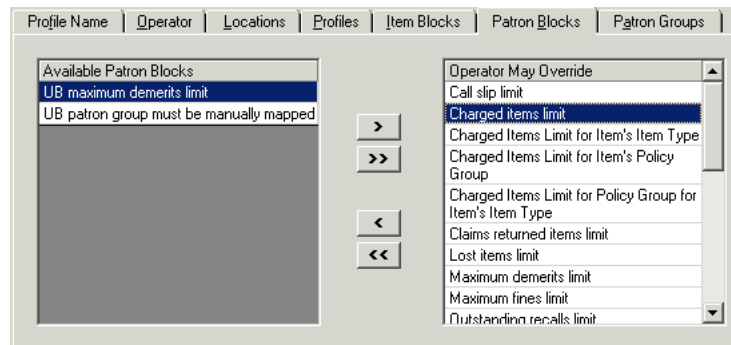 Profile Name Operator Locations Profiles Item Blocks Patron Blocks Patron Groups
Available Patron Blocks
UB maximum demerits limit
UB patron group must be manually mapped
>
>>
<
<<
Operator May Override
Call slip limit
Charged items limit
Charged Items Limit for Item's Item Type
Charged Items Limit for Item's Policy
Group
Charged Items Limit for Policy Group for
Item's Item Type
Claims returned items limit
Lost items limit
Maximum demerits limit
Maximum fines limit
Outstanding recalls limit